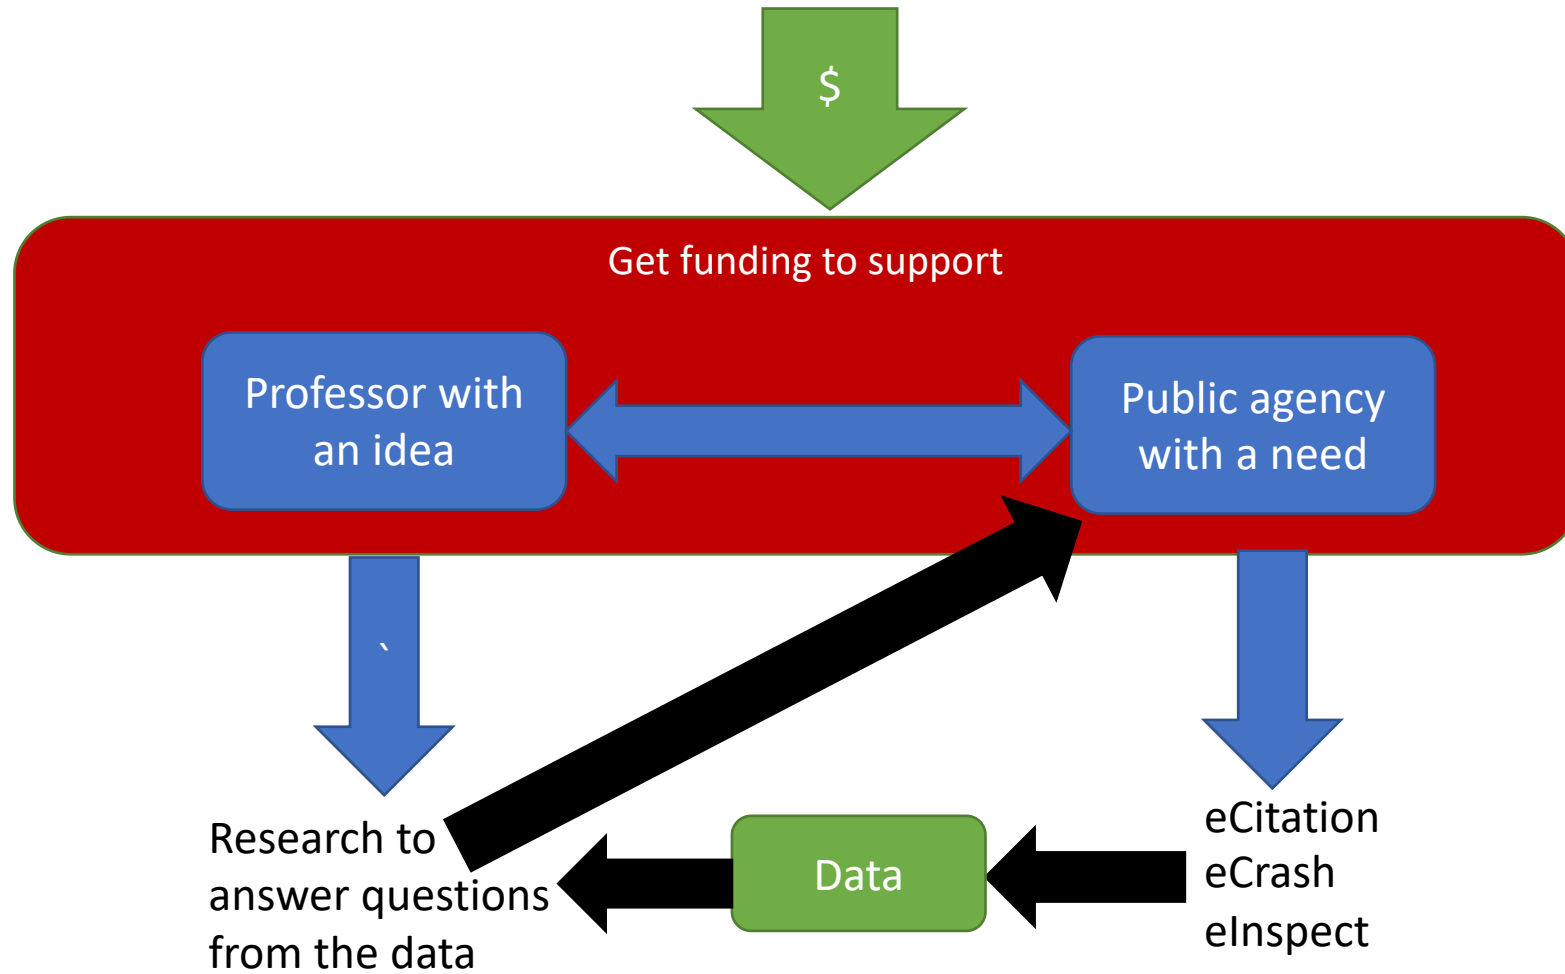 $
Get funding to support
Professor with
an idea
Public agency
with a need
`
Research to
answer questions
from the data
Data
eCitation
eCrash
eInspect